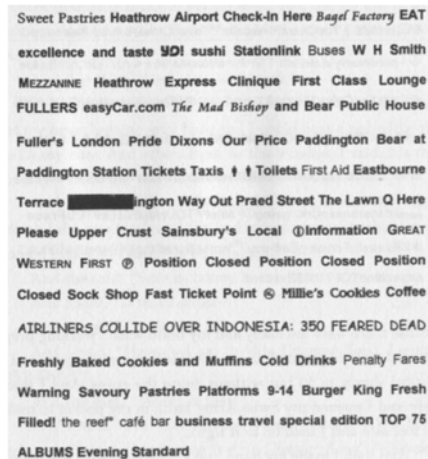 Sweet Pastries Heathrow Airport Check-In Here Bagel Factory EAT
excellence and taste YO! sushi Stationlink Buses W H Smith
MEZZANINE Heathrow Express Clinique First Class Lounge
FULLERS easyCar.com The Mad Bishop and Bear Public House
Fuller's London Pride Dixons Our Price Paddington Bear at
Paddington Station Tickets Taxis Toilets First Aid Eastbourne
Terrace ington Way Out Praed Street The Lawn Q Here
Please Upper Crust Sainsbury's Local ⓘInformation GREAT
WESTERN FIRST Ⓟ Position Closed Position Closed Position
Closed Sock Shop Fast Ticket Point Millie's Cookies Coffee
AIRLINERS COLLIDE OVER INDONESIA: 350 FEARED DEAD
Freshly Baked Cookies and Muffins Cold Drinks Penalty Fares
Warning Savoury Pastries Platforms 9-14 Burger King Fresh
Filled! the reef* café bar business travel special edition TOP 75
ALBUMS Evening Standard